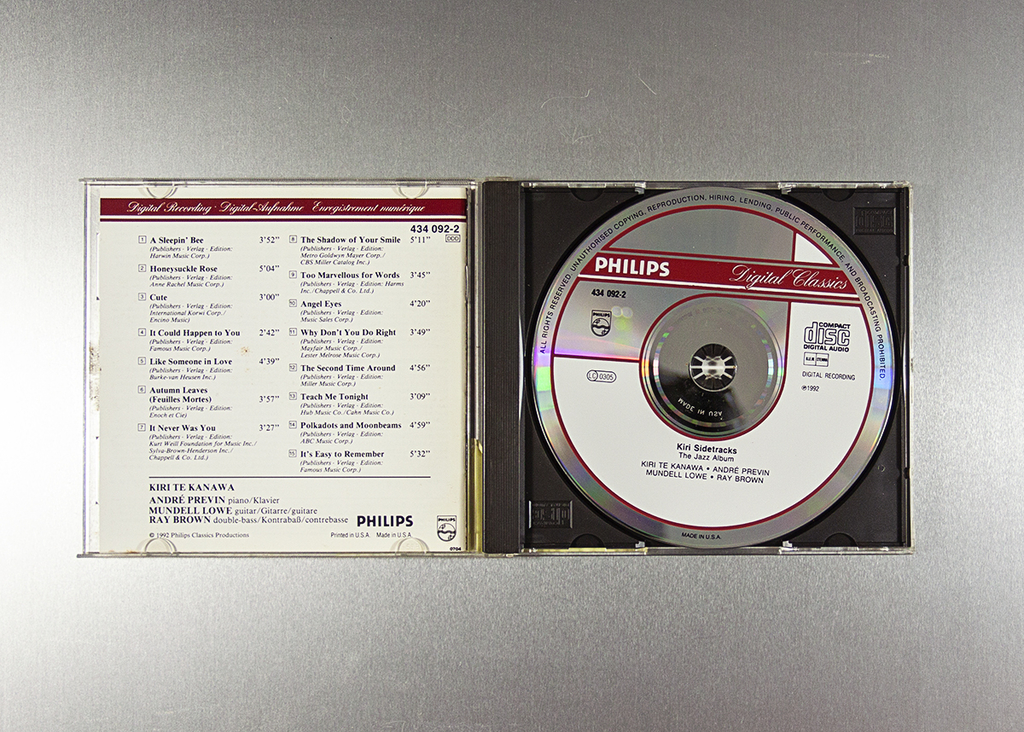 Digital Recording · Digital-Aufnahme Enregistrement numérique
434 092-2
DDD
1 A Sleepin' Bee 3'52"
(Publishers · Verlag · Edition:
Harwin Music Corp.)
2 Honeysuckle Rose 5'04"
(Publishers · Verlag · Edition:
Anne Rachel Music Corp.)
3 Cute 3'00"
(Publishers · Verlag · Edition:
International Korwi Corp./
Encino Music)
4 It Could Happen to You 2'42"
(Publishers · Verlag · Edition:
Famous Music Corp.)
5 Like Someone in Love 4'39"
(Publishers · Verlag · Edition:
Burke-van Heusen Inc.)
6 Autumn Leaves
(Feuilles Mortes) 3'57"
(Publishers · Verlag · Edition:
Enoch et Cie)
7 It Never Was You 3'27"
(Publishers · Verlag · Edition:
Kurt Weill Foundation for Music Inc./
Sylva-Brown-Henderson Inc./
Chappell & Co. Ltd.)
8 The Shadow of Your Smile 5'11"
(Publishers · Verlag · Edition:
Metro Goldwyn Mayer Corp./
CBS Miller Catalog Inc.)
9 Too Marvellous for Words 3'45"
(Publishers · Verlag · Edition: Harms
Inc./Chappell & Co. Ltd.)
10 Angel Eyes 4'20"
(Publishers · Verlag · Edition:
Music Sales Corp.)
11 Why Don't You Do Right 3'49"
(Publishers · Verlag · Edition:
Mayfair Music Corp./
Lester Melrose Music Corp.)
12 The Second Time Around 4'56"
(Publishers · Verlag · Edition:
Miller Music Corp.)
13 Teach Me Tonight 3'09"
(Publishers · Verlag · Edition:
Hub Music Co./Cahn Music Co.)
14 Polkadots and Moonbeams 4'59"
(Publishers · Verlag · Edition:
ABC Music Corp.)
15 It's Easy to Remember 5'32"
(Publishers · Verlag · Edition:
Famous Music Corp.)
KIRI TE KANAWA
ANDRÉ PREVIN piano/Klavier
MUNDELL LOWE guitar/Gitarre/guitare
RAY BROWN double-bass/Kontrabaß/contrebasse
PHILIPS
PHILIPS
© 1992 Philips Classics Productions Printed in U.S.A. Made in U.S.A.
0794
ALL RIGHTS RESERVED. UNAUTHORISED COPYING, REPRODUCTION, HIRING, LENDING, PUBLIC PERFORMANCE AND BROADCASTING PROHIBITED
PHILIPS Digital Classics
434 092-2
PHILIPS
COMPACT
disc
DIGITAL AUDIO
LC 0305
DIGITAL RECORDING
℗1992
MADE IN USA
Kiri Sidetracks
The Jazz Album
KIRI TE KANAWA • ANDRÉ PREVIN
MUNDELL LOWE • RAY BROWN
MADE IN U.S.A.